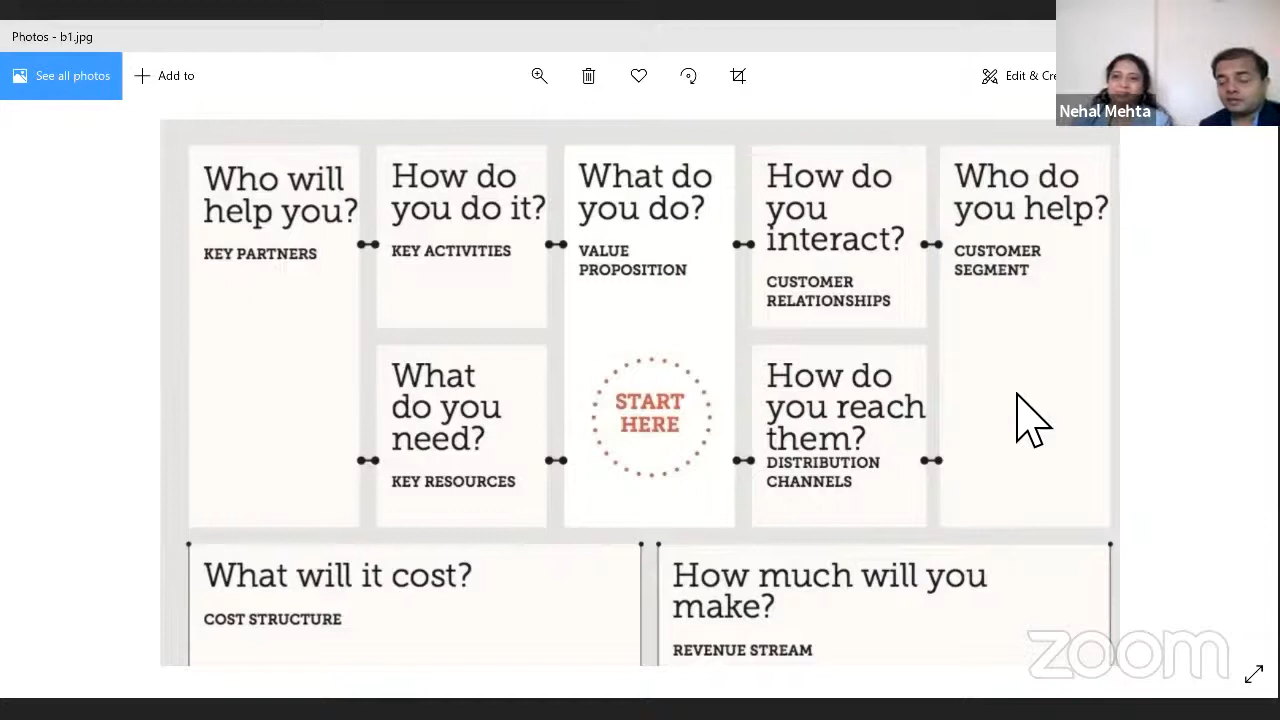 Photos - b1.jpg
See all photos
Add to
Edit & Cre
Nehal Mehta
Who will
help you?
KEY PARTNERS
How do
you do it?
KEY ACTIVITIES
What
do you
need?
KEY RESOURCES
What do
you do?
VALUE
PROPOSITION
START
HERE
How do
you
interact?
CUSTOMER
RELATIONSHIPS
How do
you reach
them?
DISTRIBUTION
CHANNELS
Who do
you help?
CUSTOMER
SEGMENT
What will it cost?
COST STRUCTURE
How much will you
make?
REVENUE STREAM
zoom